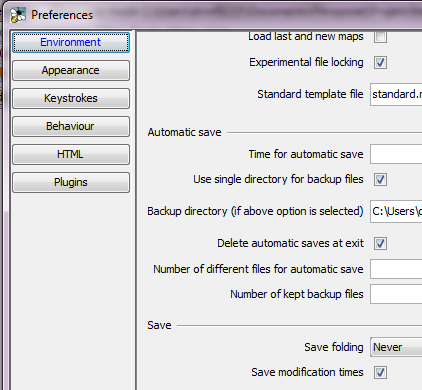 Preferences
Environment
Appearance
Keystrokes
Behaviour
HTML
Plugins
Load last and new maps
Experimental file locking
Standard template file standard.
Automatic save
Time for automatic save
Use single directory for backup files
Backup directory (if above option is selected) C:\Users\
Delete automatic saves at exit
Number of different files for automatic save
Number of kept backup files
Save
Save folding Never
Save modification times